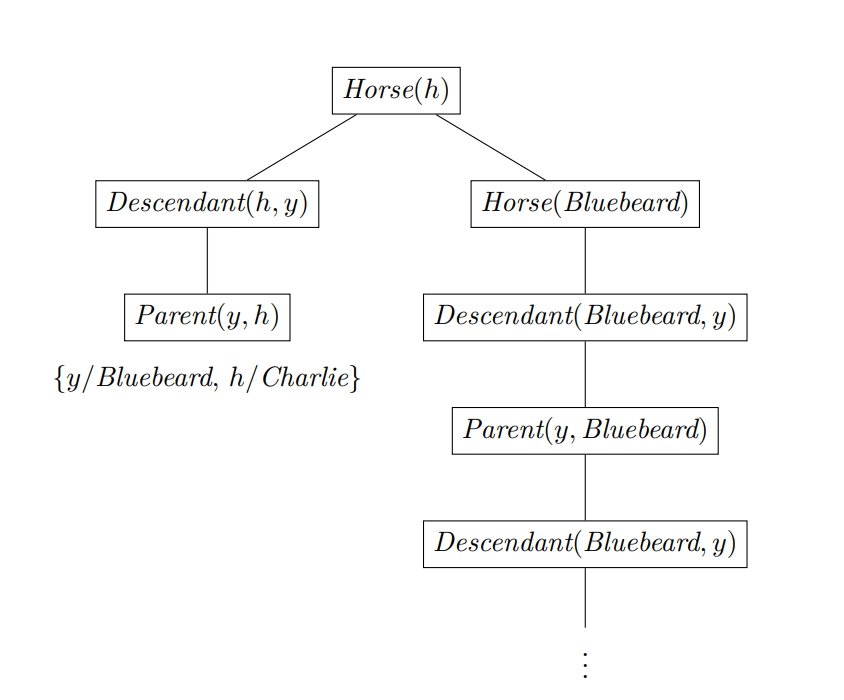 Horse(h)
Descendant(h, y)
Horse(Bluebeard)
Parent(y, h)
Descendant(Bluebeard, y)
{y/Bluebeard, h/Charlie}
Parent(y, Bluebeard)
Descendant(Bluebeard, y)
⋮